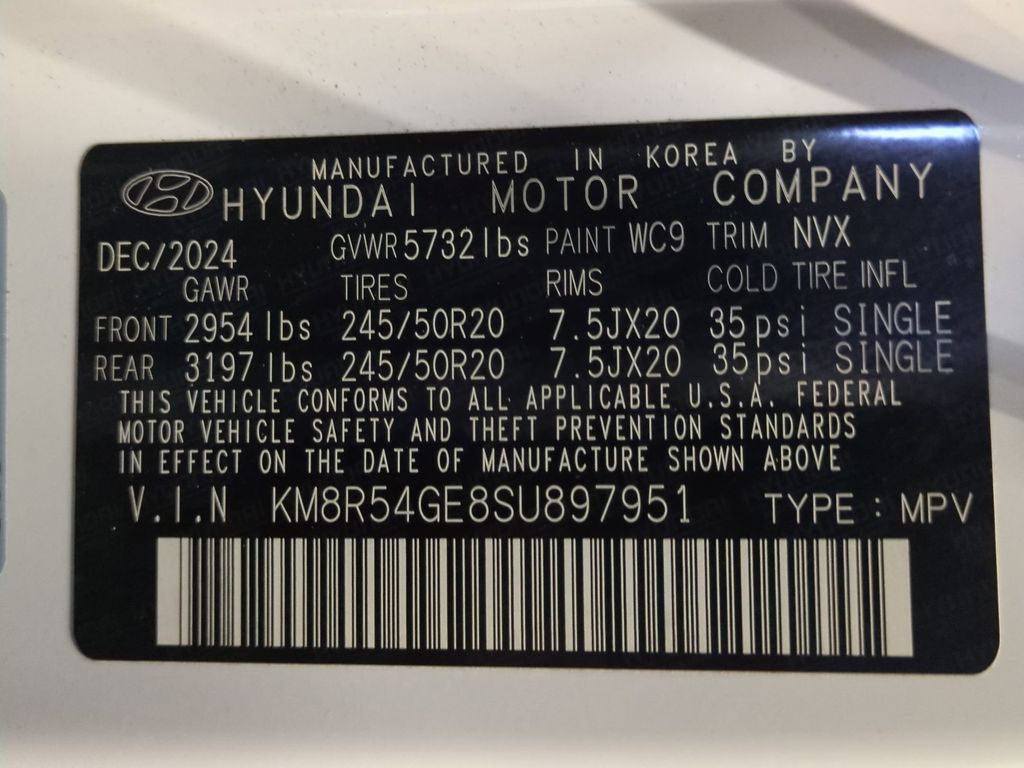 MANUFACTURED IN KOREA BY
HYUNDAI MOTOR COMPANY
DEC/2024 GVWR 5732 lbs PAINT WC9 TRIM NVX
GAWR TIRES RIMS COLD TIRE INFL
FRONT 2954 lbs 245/50R20 7.5JX20 35psi SINGLE
REAR 3197 lbs 245/50R20 7.5JX20 35psi SINGLE
THIS VEHICLE CONFORMS TO ALL APPLICABLE U.S.A. FEDERAL
MOTOR VEHICLE SAFETY AND THEFT PREVENTION STANDARDS
IN EFFECT ON THE DATE OF MANUFACTURE SHOWN ABOVE
V.I.N KM8R54GE8SU897951 TYPE : MPV